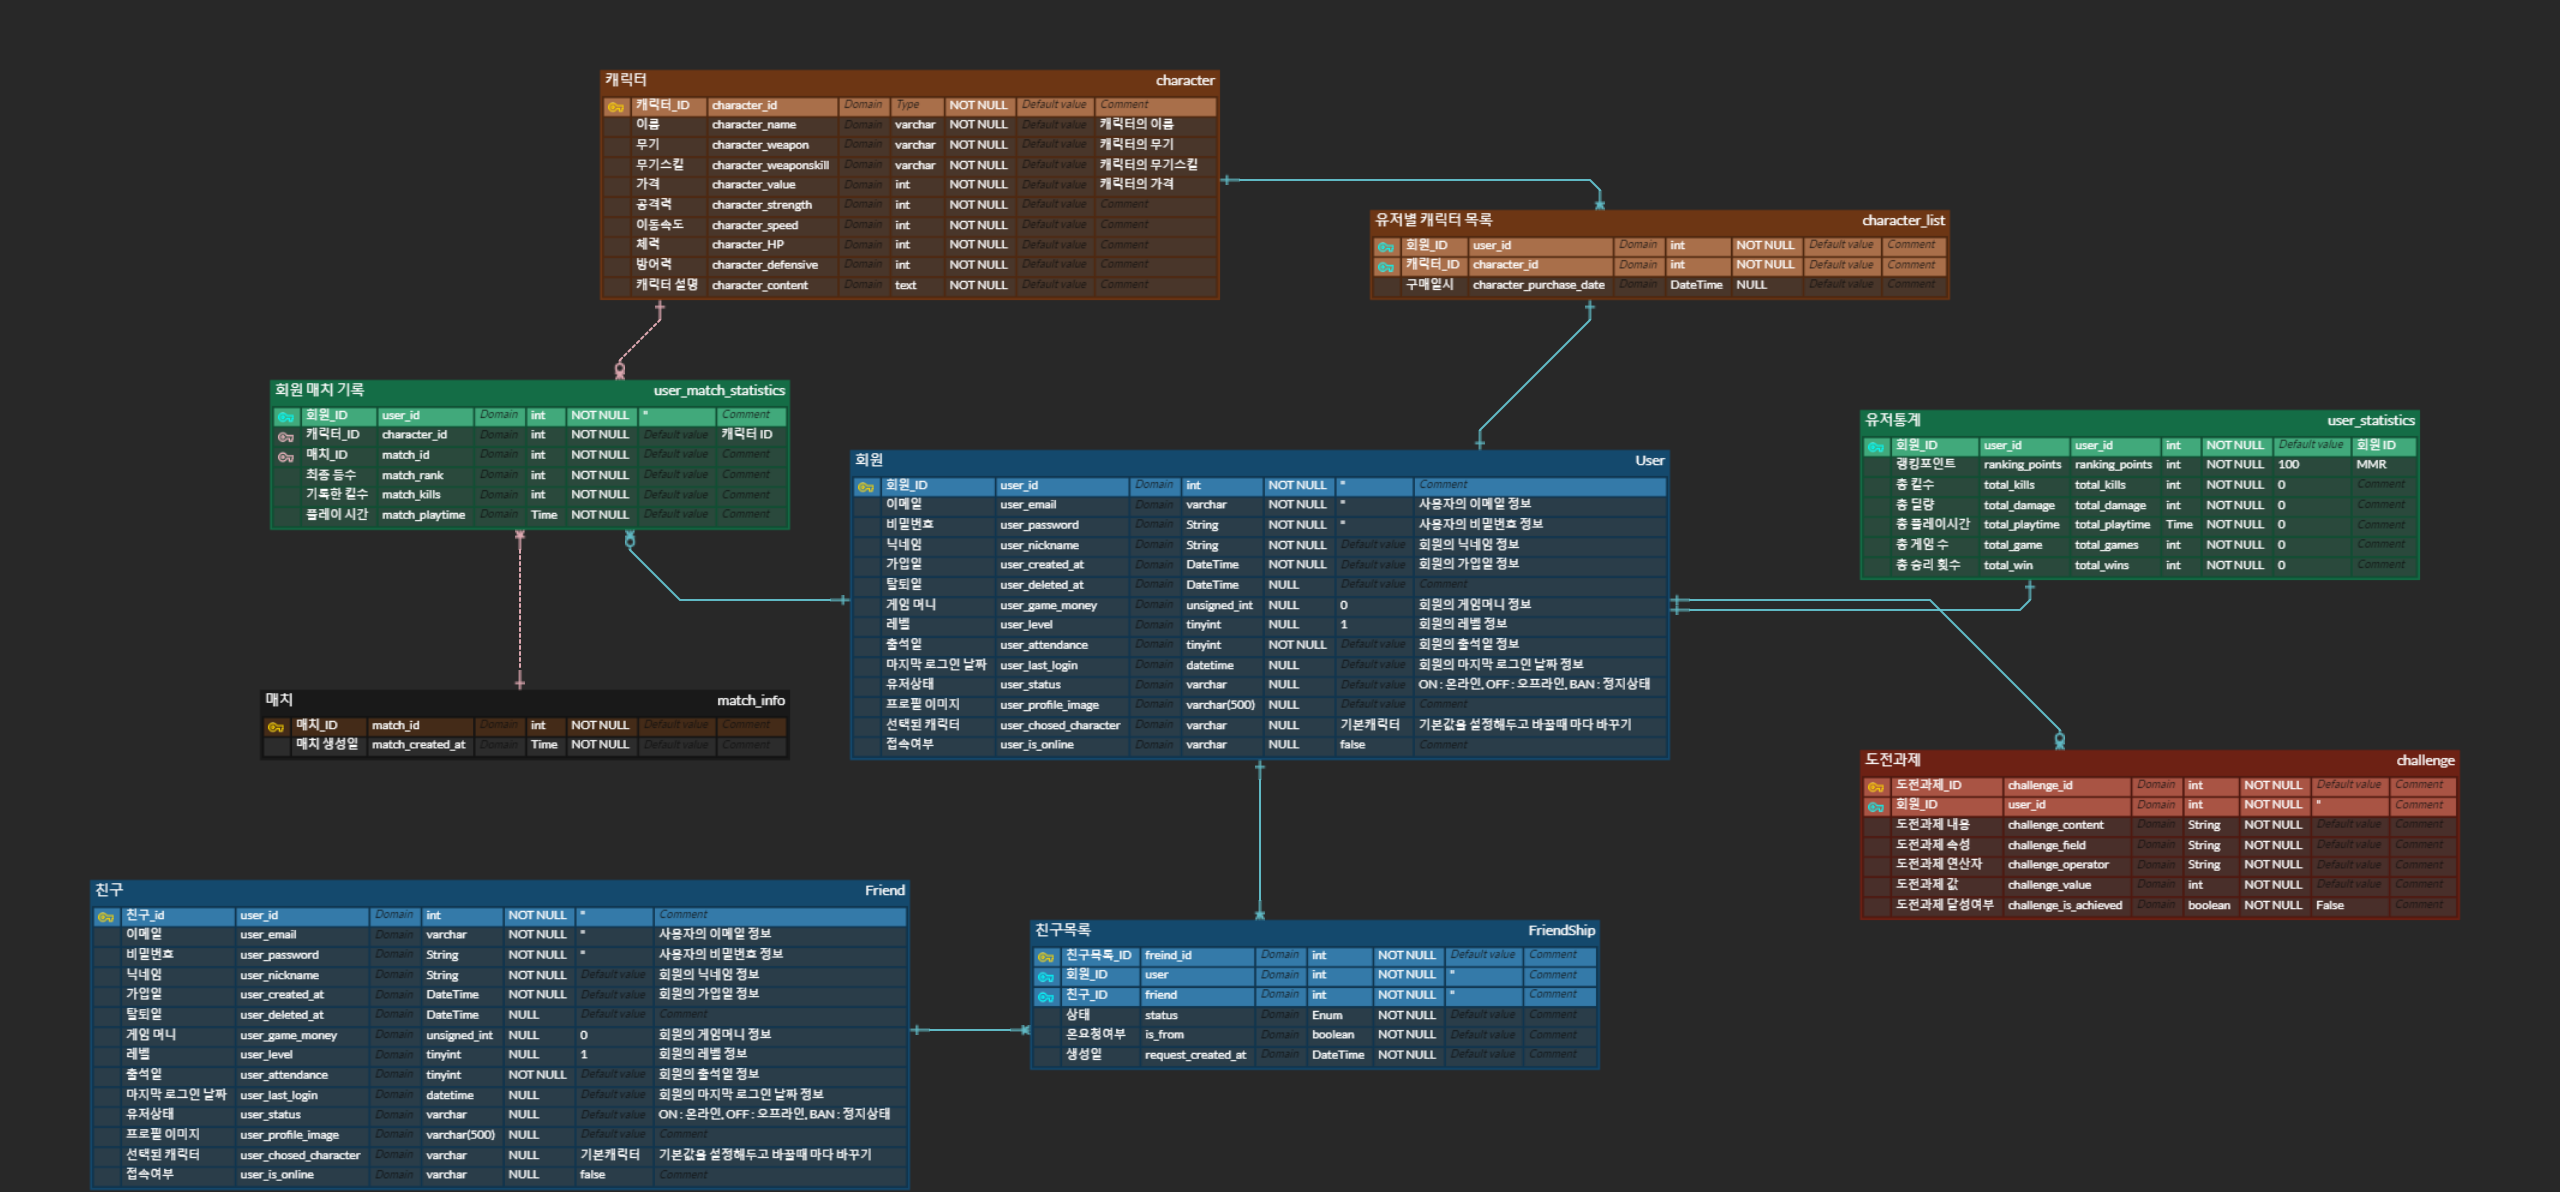 캐릭터 character
캐릭터_ID character_id Domain Type NOT NULL Default value Comment
이름 character_name Domain varchar NOT NULL Default value 캐릭터의 이름
무기 character_weapon Domain varchar NOT NULL Default value 캐릭터의 무기
무기스킬 character_weaponskill Domain varchar NOT NULL Default value 캐릭터의 무기스킬
가격 character_value Domain int NOT NULL Default value 캐릭터의 가격
공격력 character_strength Domain int NOT NULL Default value Comment
이동속도 character_speed Domain int NOT NULL Default value Comment
체력 character_HP Domain int NOT NULL Default value Comment
방어력 character_defensive Domain int NOT NULL Default value Comment
캐릭터 설명 character_content Domain text NOT NULL Default value Comment
유저별 캐릭터 목록 character_list
회원_ID user_id Domain int NOT NULL Default value Comment
캐릭터_ID character_id Domain int NOT NULL Default value Comment
구매일시 character_purchase_date Domain DateTime NULL Default value Comment
회원 매치 기록 user_match_statistics
회원_ID user_id Domain int NOT NULL * Comment
캐릭터_ID character_id Domain int NOT NULL Default value 캐릭터 ID
매치_ID match_id Domain int NOT NULL Default value Comment
최종 등수 match_rank Domain int NOT NULL Default value Comment
기록한 킬수 match_kills Domain int NOT NULL Default value Comment
플레이 시간 match_playtime Domain Time NOT NULL Default value Comment
유저통계 user_statistics
회원_ID user_id user_id int NOT NULL Default value 회원 ID
랭킹포인트 ranking_points ranking_points int NOT NULL 100 MMR
총 킬수 total_kills total_kills int NOT NULL 0 Comment
총 딜량 total_damage total_damage int NOT NULL 0 Comment
총 플레이시간 total_playtime total_playtime Time NOT NULL 0 Comment
총 게임 수 total_game total_games int NOT NULL 0 Comment
총 승리 횟수 total_win total_wins int NOT NULL 0 Comment
회원 User
회원_ID user_id Domain int NOT NULL * Comment
이메일 user_email Domain varchar NOT NULL * 사용자의 이메일 정보
비밀번호 user_password Domain String NOT NULL * 사용자의 비밀번호 정보
닉네임 user_nickname Domain String NOT NULL Default value 회원의 닉네임 정보
가입일 user_created_at Domain DateTime NOT NULL Default value 회원의 가입일 정보
탈퇴일 user_deleted_at Domain DateTime NULL Default value Comment
게임 머니 user_game_money Domain unsigned_int NULL 0 회원의 게임머니 정보
레벨 user_level Domain tinyint NULL 1 회원의 레벨 정보
출석일 user_attendance Domain tinyint NOT NULL Default value 회원의 출석일 정보
마지막 로그인 날짜 user_last_login Domain datetime NULL Default value 회원의 마지막 로그인 날짜 정보
유저상태 user_status Domain varchar NULL Default value ON : 온라인, OFF : 오프라인, BAN : 정지상태
프로필 이미지 user_profile_image Domain varchar(500) NULL Default value Comment
선택된 캐릭터 user_chosed_character Domain varchar NULL 기본캐릭터 기본값을 설정해두고 바꿀때 마다 바꾸기
접속여부 user_is_online Domain varchar NULL false Comment
매치 match_info
매치_ID match_id Domain int NOT NULL Default value Comment
매치 생성일 match_created_at Domain Time NOT NULL Default value Comment
도전과제 challenge
도전과제_ID challenge_id Domain int NOT NULL Default value Comment
회원_ID user_id Domain int NOT NULL * Comment
도전과제 내용 challenge_content Domain String NOT NULL Default value Comment
도전과제 속성 challenge_field Domain String NOT NULL Default value Comment
도전과제 연산자 challenge_operator Domain String NOT NULL Default value Comment
도전과제 값 challenge_value Domain int NOT NULL Default value Comment
도전과제 달성여부 challenge_is_achieved Domain boolean NOT NULL False Comment
친구 Friend
친구_id user_id Domain int NOT NULL * Comment
이메일 user_email Domain varchar NOT NULL * 사용자의 이메일 정보
비밀번호 user_password Domain String NOT NULL * 사용자의 비밀번호 정보
닉네임 user_nickname Domain String NOT NULL Default value 회원의 닉네임 정보
가입일 user_created_at Domain DateTime NOT NULL Default value 회원의 가입일 정보
탈퇴일 user_deleted_at Domain DateTime NULL Default value Comment
게임 머니 user_game_money Domain unsigned_int NULL 0 회원의 게임머니 정보
레벨 user_level Domain tinyint NULL 1 회원의 레벨 정보
출석일 user_attendance Domain tinyint NOT NULL Default value 회원의 출석일 정보
마지막 로그인 날짜 user_last_login Domain datetime NULL Default value 회원의 마지막 로그인 날짜 정보
유저상태 user_status Domain varchar NULL Default value ON : 온라인, OFF : 오프라인, BAN : 정지상태
프로필 이미지 user_profile_image Domain varchar(500) NULL Default value Comment
선택된 캐릭터 user_chosed_character Domain varchar NULL 기본캐릭터 기본값을 설정해두고 바꿀때 마다 바꾸기
접속여부 user_is_online Domain varchar NULL false Comment
친구목록 FriendShip
친구목록_ID freind_id Domain int NOT NULL Default value Comment
회원_ID user Domain int NOT NULL * Comment
친구_ID friend Domain int NOT NULL * Comment
상태 status Domain Enum NOT NULL Default value Comment
온요청여부 is_from Domain boolean NOT NULL Default value Comment
생성일 request_created_at Domain DateTime NOT NULL Default value Comment